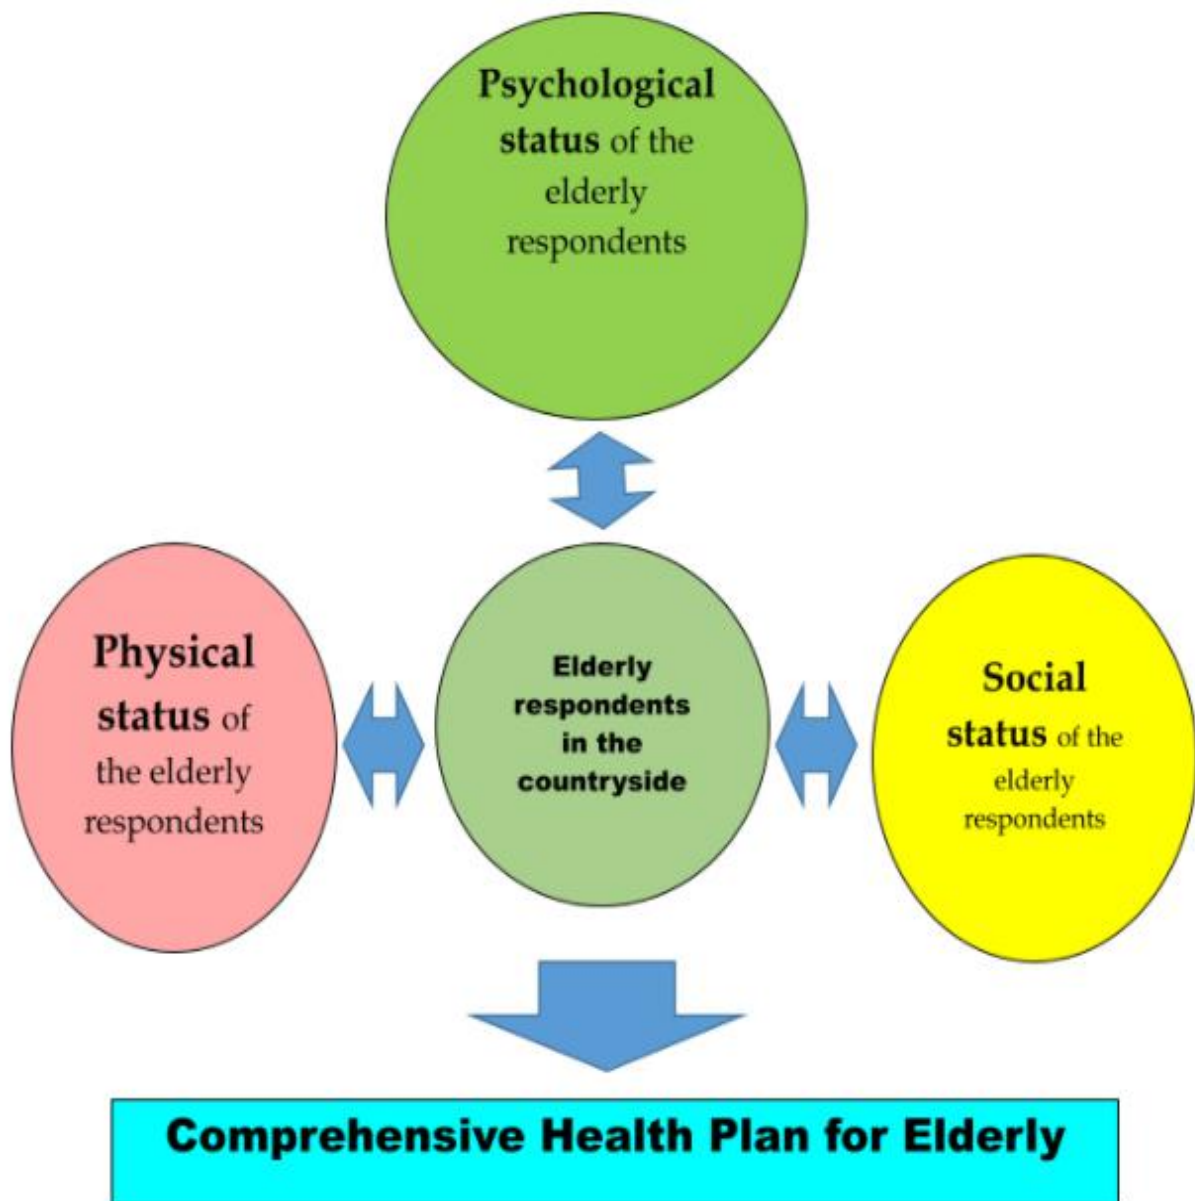 Psychological
status of the
elderly
respondents
Physical
status of
the elderly
respondents
Elderly
respondents
in the
countryside
Social
status of the
elderly
respondents
Comprehensive Health Plan for Elderly